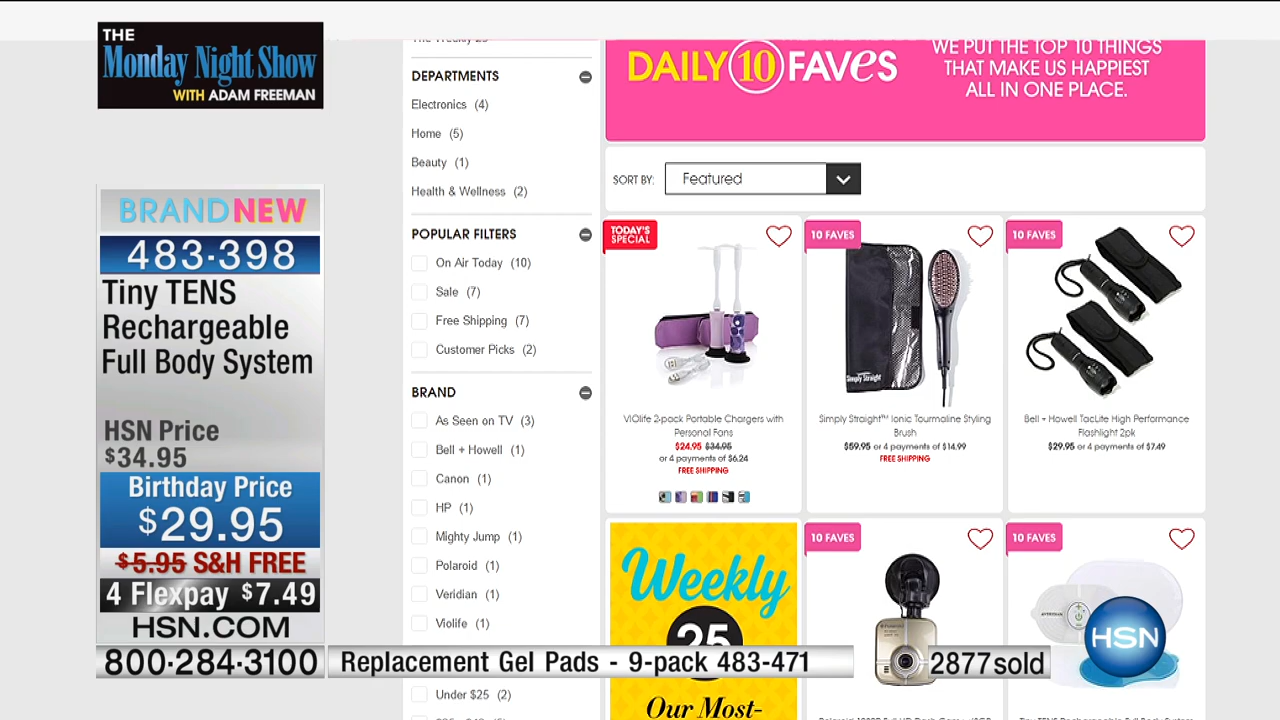 THE
Monday Night Show
WITH ADAM FREEMAN
BRAND NEW
483-398
Tiny TENS
Rechargeable
Full Body System
HSN Price
$34.95
Birthday Price
$29.95
$5.95 S&H FREE
4 Flexpay $7.49
HSN.COM
800-284-3100
DEPARTMENTS
Electronics (4)
Home (5)
Beauty (1)
Health & Wellness (2)
POPULAR FILTERS
On Air Today (10)
Sale (7)
Free Shipping (7)
Customer Picks (2)
BRAND
As Seen on TV (3)
Bell + Howell (1)
Canon (1)
HP (1)
Mighty Jump (1)
Polaroid (1)
Veridian (1)
Violife (1)
Under $25 (2)
DAILY 10 FAVES
WE PUT THE TOP 10 THINGS
THAT MAKE US HAPPIEST
ALL IN ONE PLACE.
SORT BY: Featured
TODAY'S
SPECIAL
VIOlife 2-pack Portable Chargers with
Personal Fans
$24.95 $34.95
or 4 payments of $6.24
FREE SHIPPING
10 FAVES
Simply Straight
Simply Straight™ Ionic Tourmaline Styling
Brush
$59.95 or 4 payments of $14.99
FREE SHIPPING
10 FAVES
Bell + Howell TacLite High Performance
Flashlight 2pk
$29.95 or 4 payments of $7.49
Weekly
25
Our Most-
10 FAVES
10 FAVES
HSN
Replacement Gel Pads - 9-pack 483-471
2877 sold